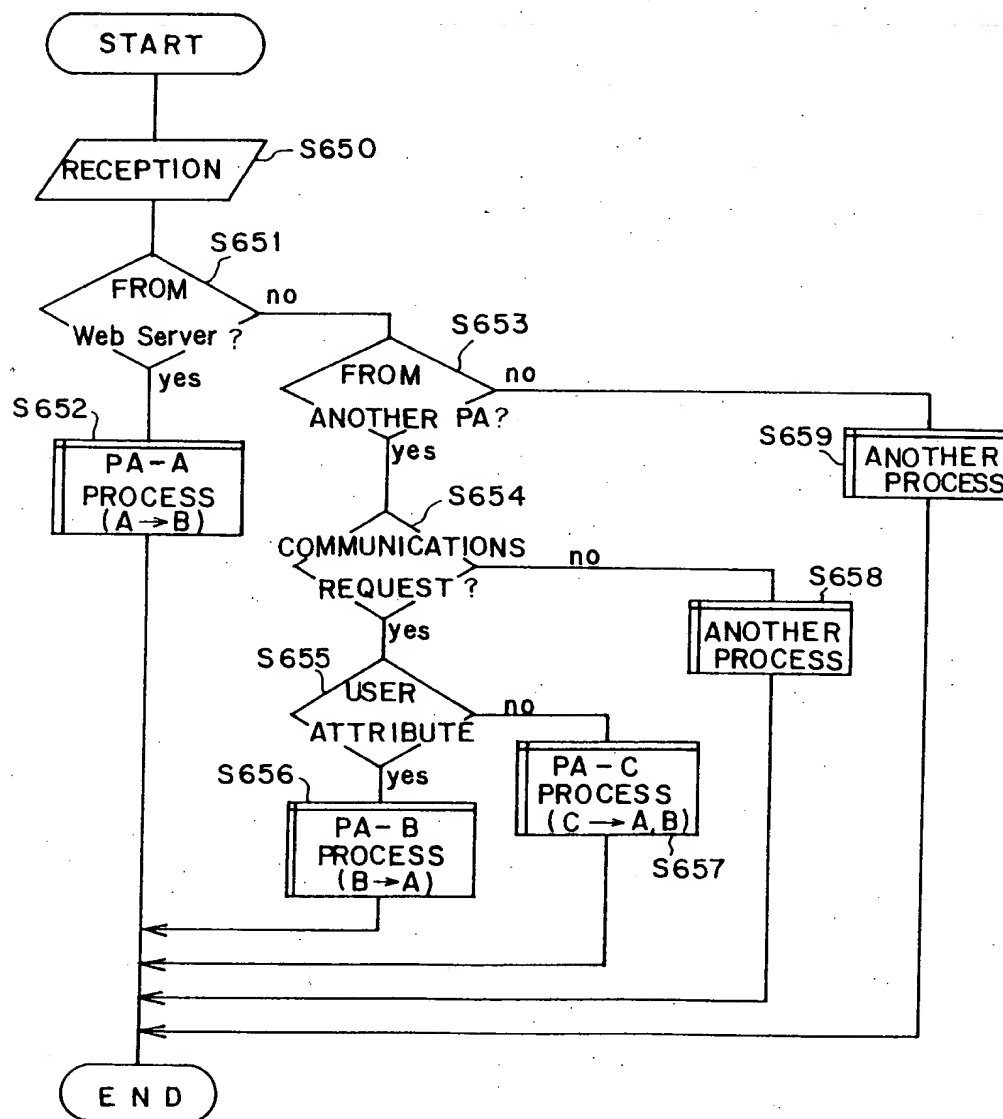 START
RECEPTION
S650
S651
FROM
Web Server ?
no
yes
S652
PA-A
PROCESS
(A→B)
S653
FROM
ANOTHER PA?
no
yes
S659
ANOTHER
PROCESS
S654
COMMUNICATIONS
REQUEST ?
no
yes
S658
ANOTHER
PROCESS
S655
USER
ATTRIBUTE
no
yes
S656
PA-B
PROCESS
(B→A)
PA-C
PROCESS
(C→A,B)
S657
END